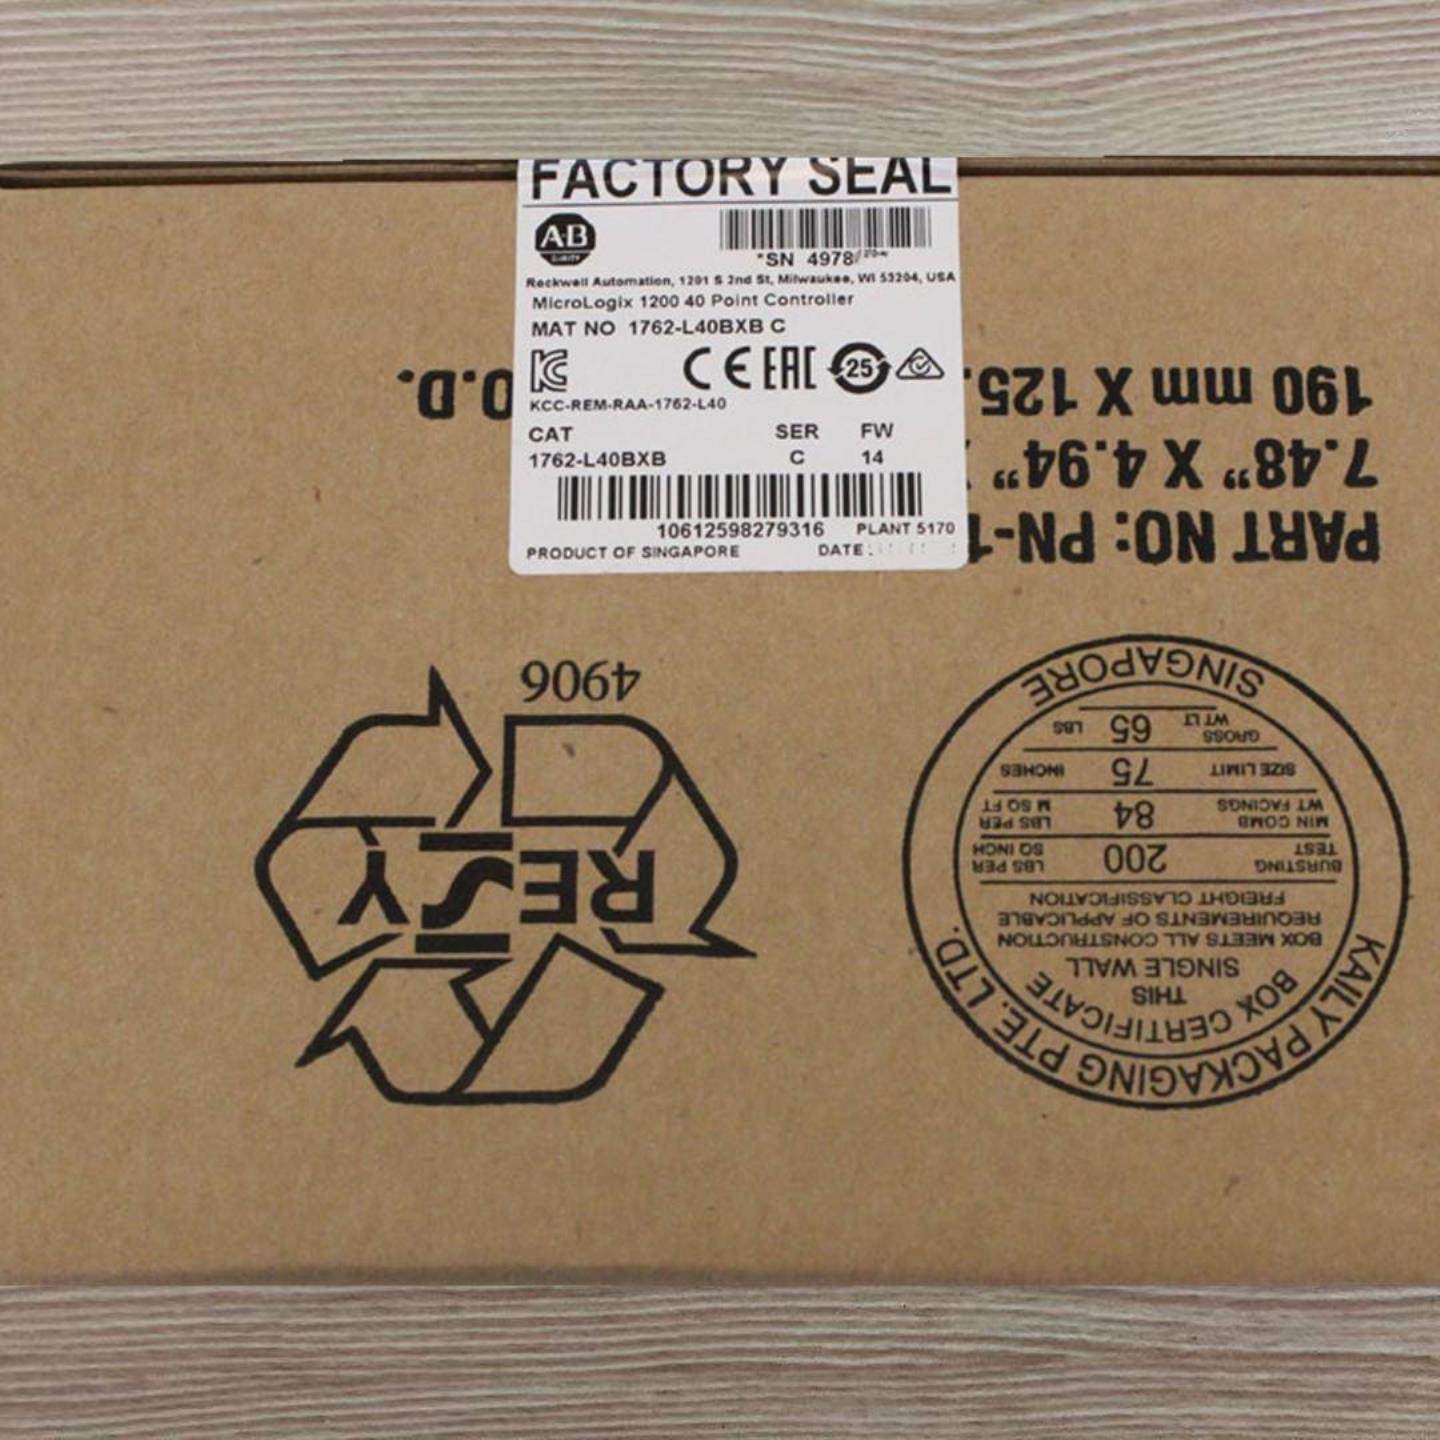 FACTORY SEAL
A·B
*SN 4978
Rockwell Automation, 1201 S 2nd St, Milwaukee, WI 53204, USA
MicroLogix 1200 40 Point Controller
MAT NO 1762-L40BXB C
CE EAC 25
KCC-REM-RAA-1762-L40
CAT SER FW
1762-L40BXB C 14
10612598279316 PLANT 5170
PRODUCT OF SINGAPORE DATE:
PART NO: PN-1
7.48” X 4.94”
190 mm X 125. O.D.
4906
RESY
KAILY PACKAGING PTE. LTD.
BOX CERTIFICATE
THIS
SINGLE WALL
BOX MEETS ALL CONSTRUCTION
REQUIREMENTS OF APPLICABLE
FREIGHT CLASSIFICATION
BURSTING TEST 200 LBS PER SQ INCH
MIN COMB WT FACINGS 84 LBS PER M SQ FT
SIZE LIMIT 75 INCHES
GROSS WT LT 65 LBS
SINGAPORE